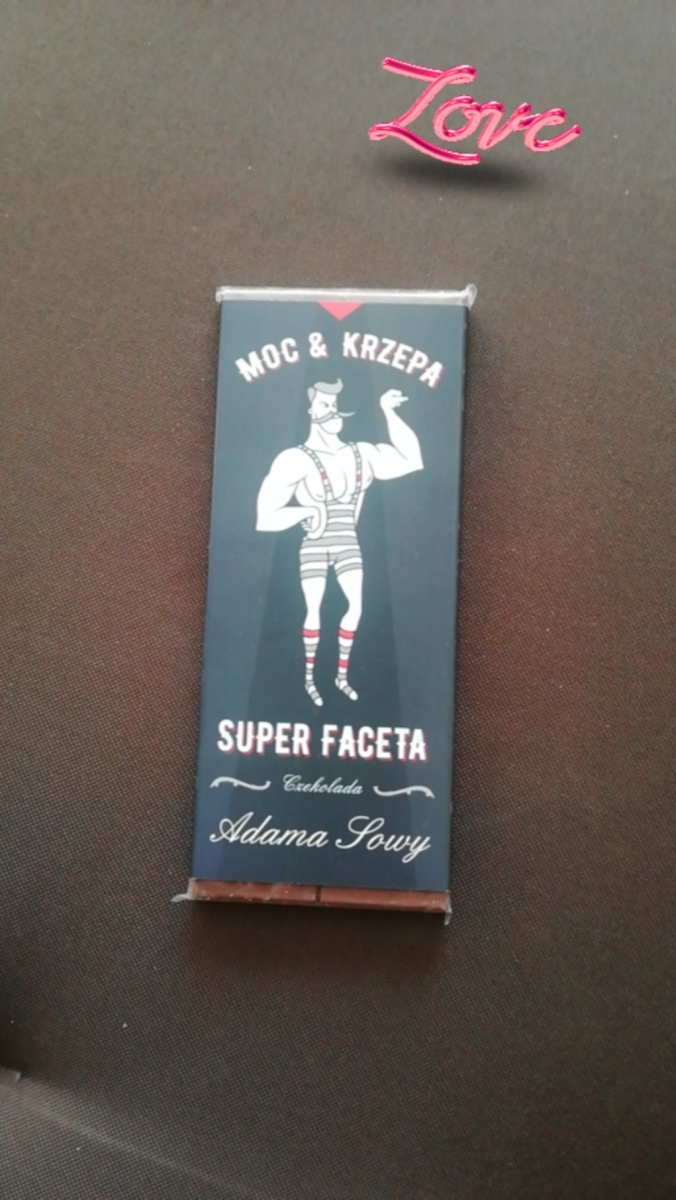 Love
MOC & KRZEPA
SUPER FACETA
Czekolada
Adama Sowy